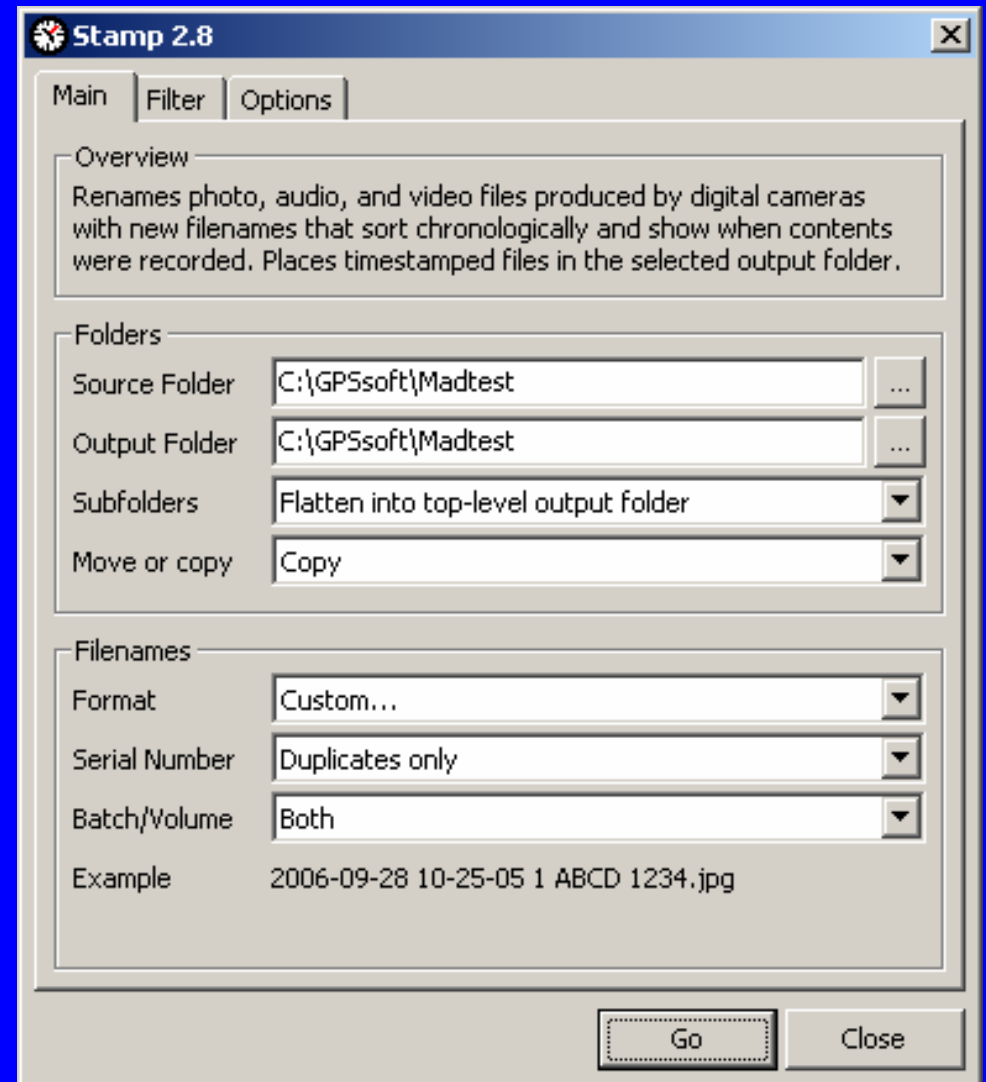 Stamp 2.8
Main Filter Options
Overview
Renames photo, audio, and video files produced by digital cameras
with new filenames that sort chronologically and show when contents
were recorded. Places timestamped files in the selected output folder.
Folders
Source Folder C:\GPSsoft\Madtest ...
Output Folder C:\GPSsoft\Madtest ...
Subfolders Flatten into top-level output folder
Move or copy Copy
Filenames
Format Custom...
Serial Number Duplicates only
Batch/Volume Both
Example 2006-09-28 10-25-05 1 ABCD 1234.jpg
Go Close